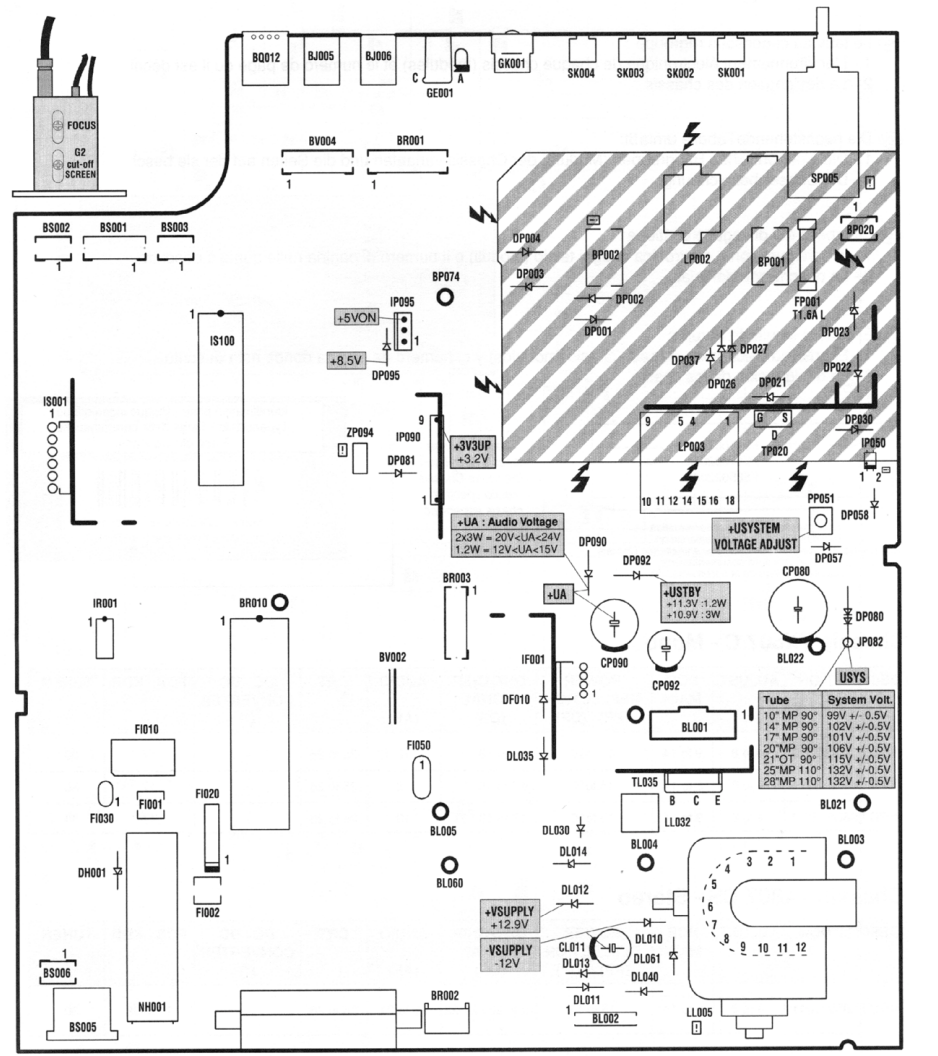 BQ012
BJ005
BJ006
C
A
GE001
GK001
SK004
SK003
SK002
SK001
FOCUS
G2
cut-off
SCREEN
BV004
BR001
1
1
SP005
1
BP020
BS002
BS001
BS003
1
1
1
DP004
DP003
BP002
LP002
BP001
DP002
DP001
FP001
T1.6A L
DP023
BP074
IP095
+5VON
1
+8.5V
DP095
1
IS100
DP037
DP027
DP026
DP022
DP021
IS001
1
ZP094
DP081
9
IP090
1
+3V3UP
+3.2V
9
5
4
1
LP003
10
11
12
14
15
16
18
G
S
D
TP020
DP030
IP050
1
2
PP051
DP058
+USYSTEM
VOLTAGE ADJUST
DP057
+UA : Audio Voltage
2x3W = 20V<UA<24V
1.2W = 12V<UA<15V
DP090
DP092
+UA
+USTBY
+11.3V :1.2W
+10.9V : 3W
CP080
DP080
JP082
BL022
USYS
IR001
1
BR010
1
BR003
1
CP090
CP092
IF001
1
BV002
DF010
BL001
1
Tube
System Volt.
10" MP 90° 99V +/- 0.5V
14" MP 90° 102V +/-0.5V
17" MP 90° 101V +/-0.5V
20"MP 90° 106V +/-0.5V
21"OT 90° 115V +/-0.5V
25"MP 110° 132V +/-0.5V
28"MP 110° 132V +/-0.5V
FI010
FI050
1
DL035
TL035
B
C
E
LL032
BL021
FI030
1
FI001
FI020
1
BL005
DL030
BL004
BL003
DH001
FI002
BL060
DL014
DL012
+VSUPPLY
+12.9V
-VSUPPLY
-12V
DL010
CL011
DL013
DL061
DL040
DL011
1
2
3
4
5
6
7
8
9
10
11
12
1
BS006
BS005
NH001
BR002
1
BL002
LL005